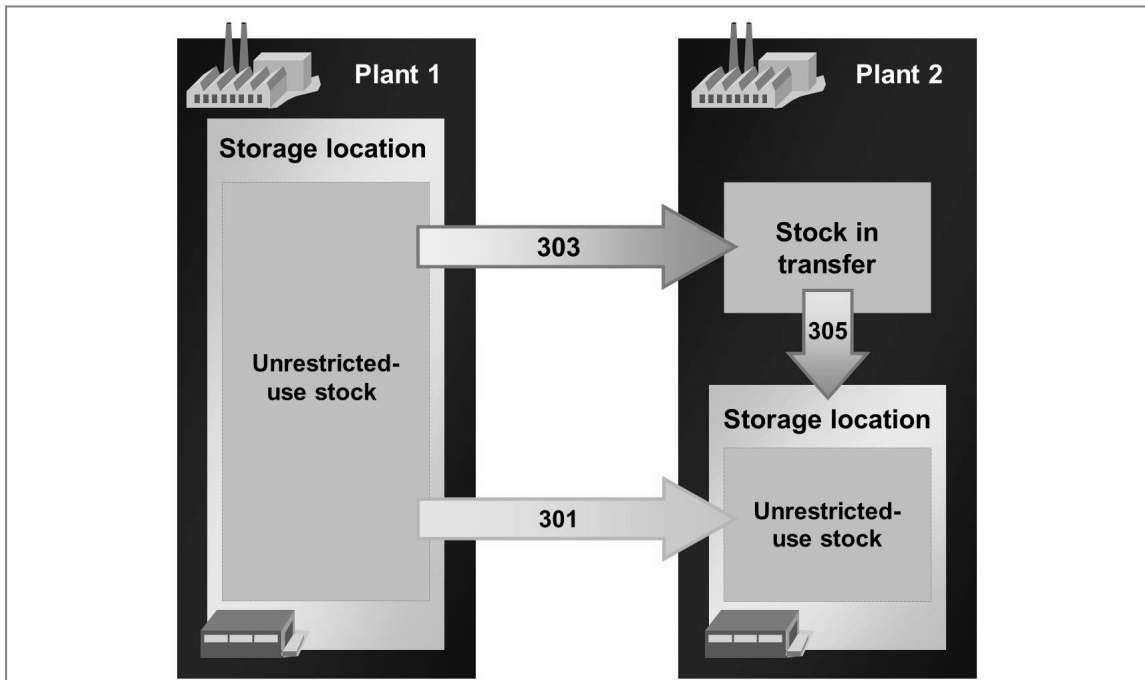 Plant 1
Storage location
Unrestricted-
use stock
303
301
Plant 2
Stock in
transfer
305
Storage location
Unrestricted-
use stock